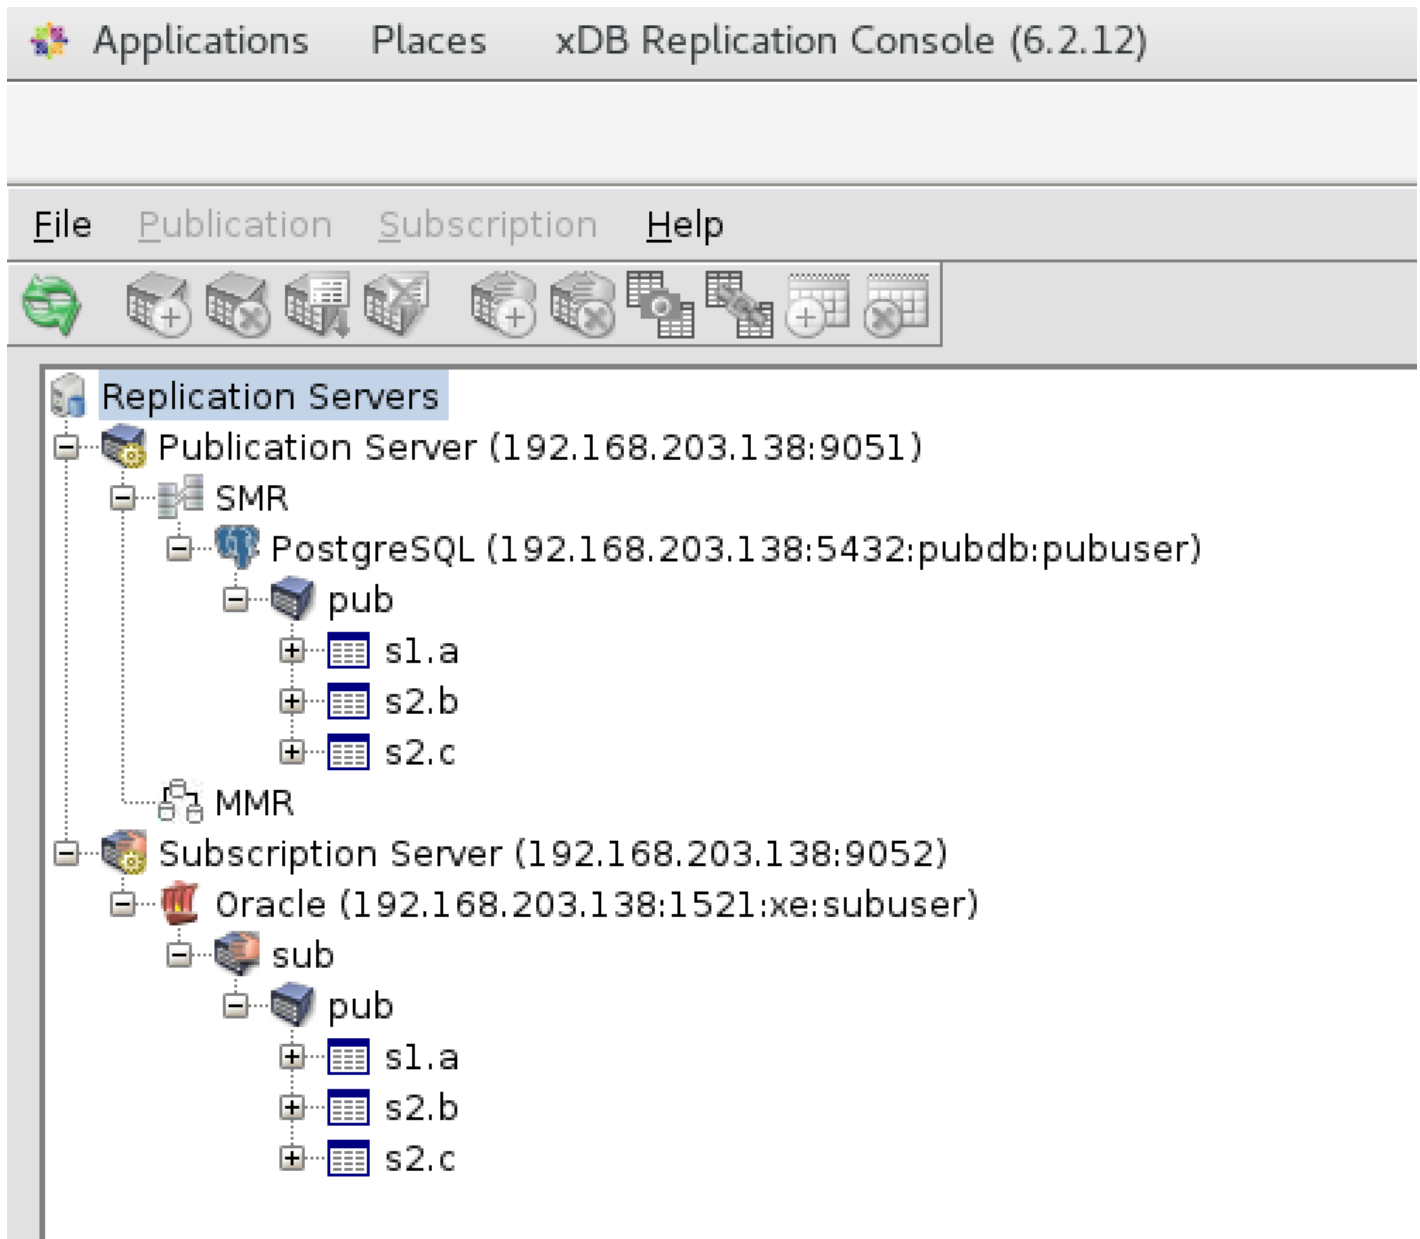 Applications Places xDB Replication Console (6.2.12)
File Publication Subscription Help
Replication Servers
Publication Server (192.168.203.138:9051)
SMR
PostgreSQL (192.168.203.138:5432:pubdb:pubuser)
pub
s1.a
s2.b
s2.c
MMR
Subscription Server (192.168.203.138:9052)
Oracle (192.168.203.138:1521:xe:subuser)
sub
pub
s1.a
s2.b
s2.c